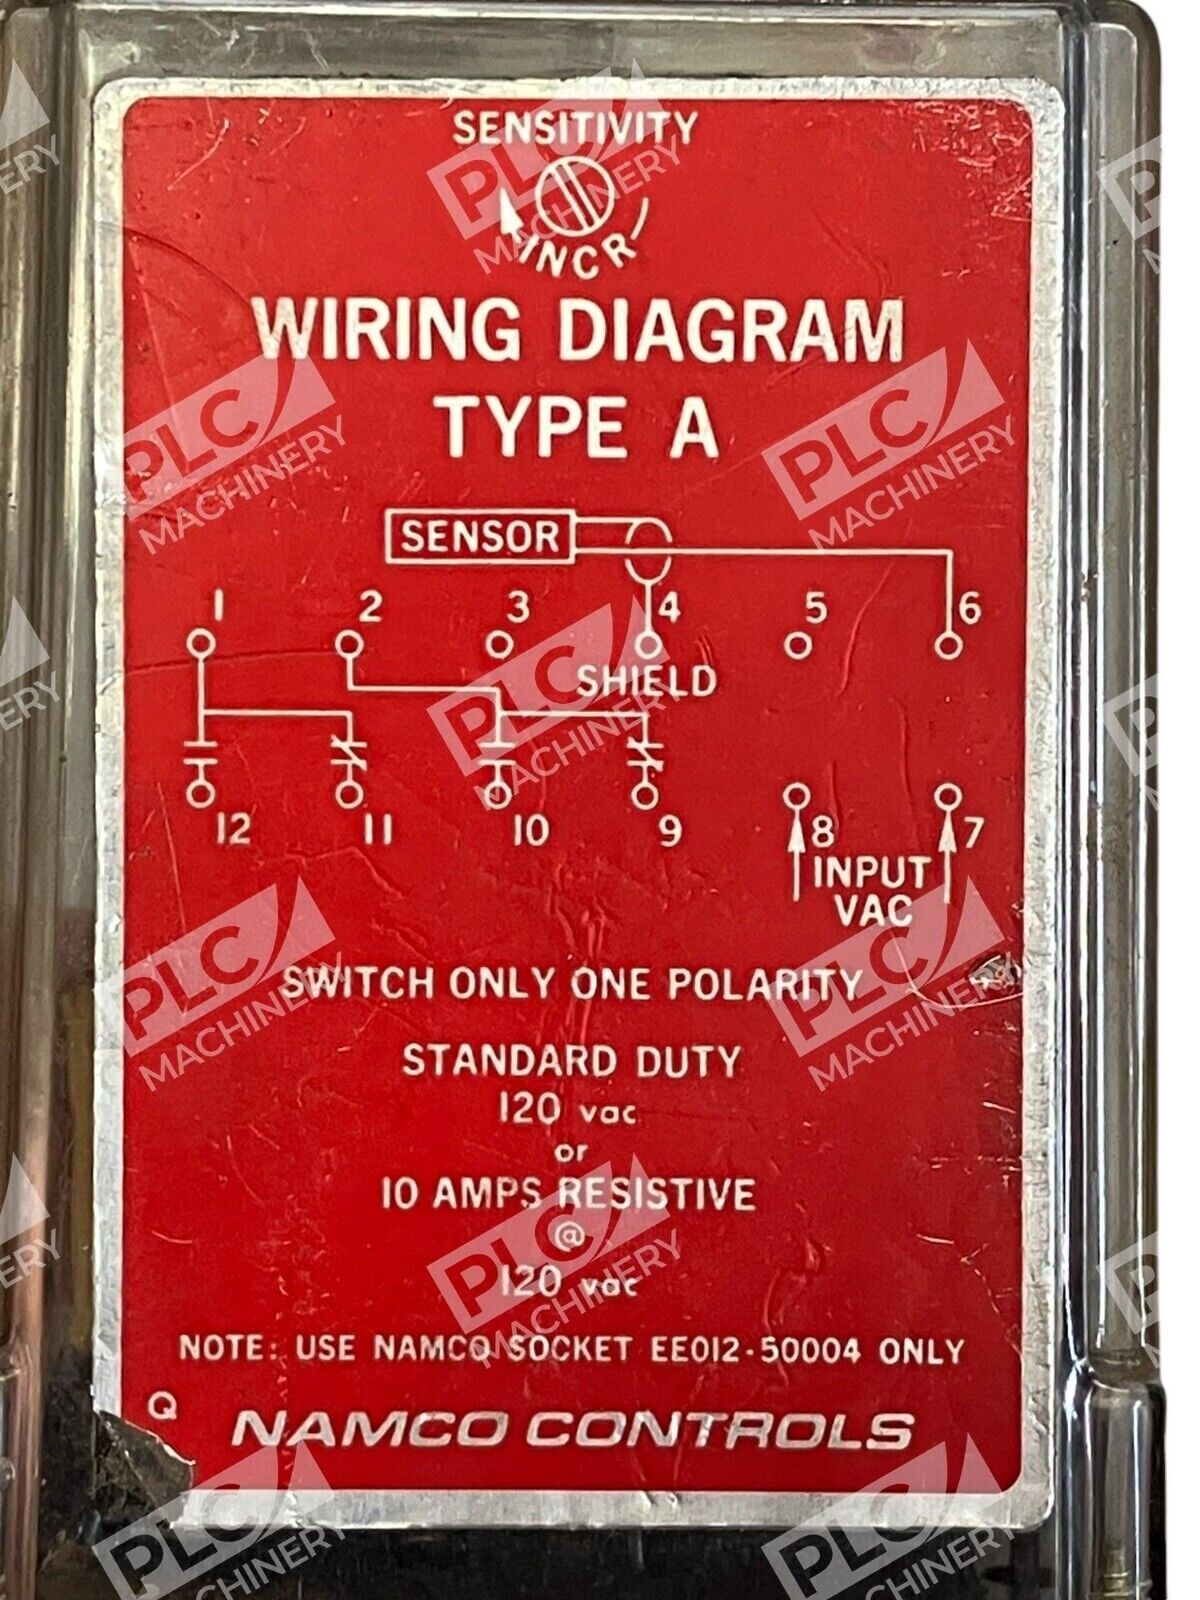 SENSITIVITY
INCR
WIRING DIAGRAM
TYPE A
SENSOR
1 2 3 4 5 6
SHIELD
12 11 10 9 8 7
INPUT
VAC
SWITCH ONLY ONE POLARITY
STANDARD DUTY
120 vac
or
10 AMPS RESISTIVE
@
120 vac
NOTE: USE NAMCO SOCKET EE012-50004 ONLY
Q
NAMCO CONTROLS
PLC
MACHINERY